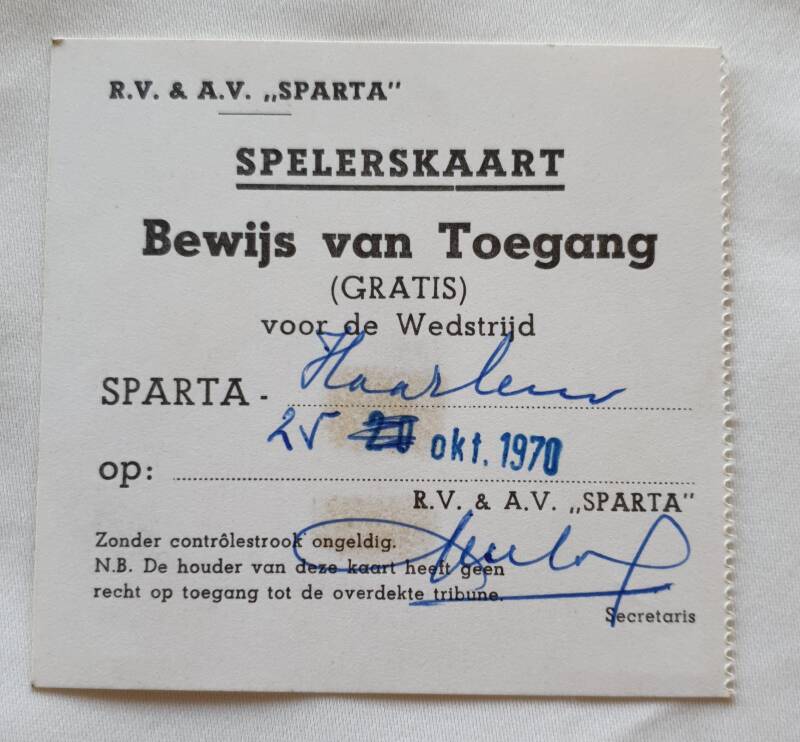 R.V. & A.V. „SPARTA"
SPELERSKAART
Bewijs van Toegang
(GRATIS)
voor de Wedstrijd
SPARTA - Haarlem
op: 25 20 okt. 1970
R.V. & A.V. „SPARTA"
Zonder contrôlestrook ongeldig.
N.B. De houder van deze kaart heeft geen
recht op toegang tot de overdekte tribune.
Secretaris